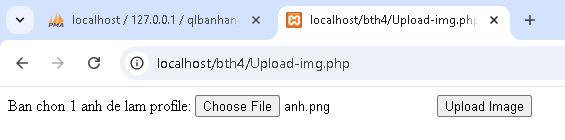 PMA localhost / 127.0.0.1 / qlbanhan
localhost/bth4/Upload-img.php
localhost/bth4/Upload-img.php
Ban chon 1 anh de lam profile: Choose File anh.png Upload Image